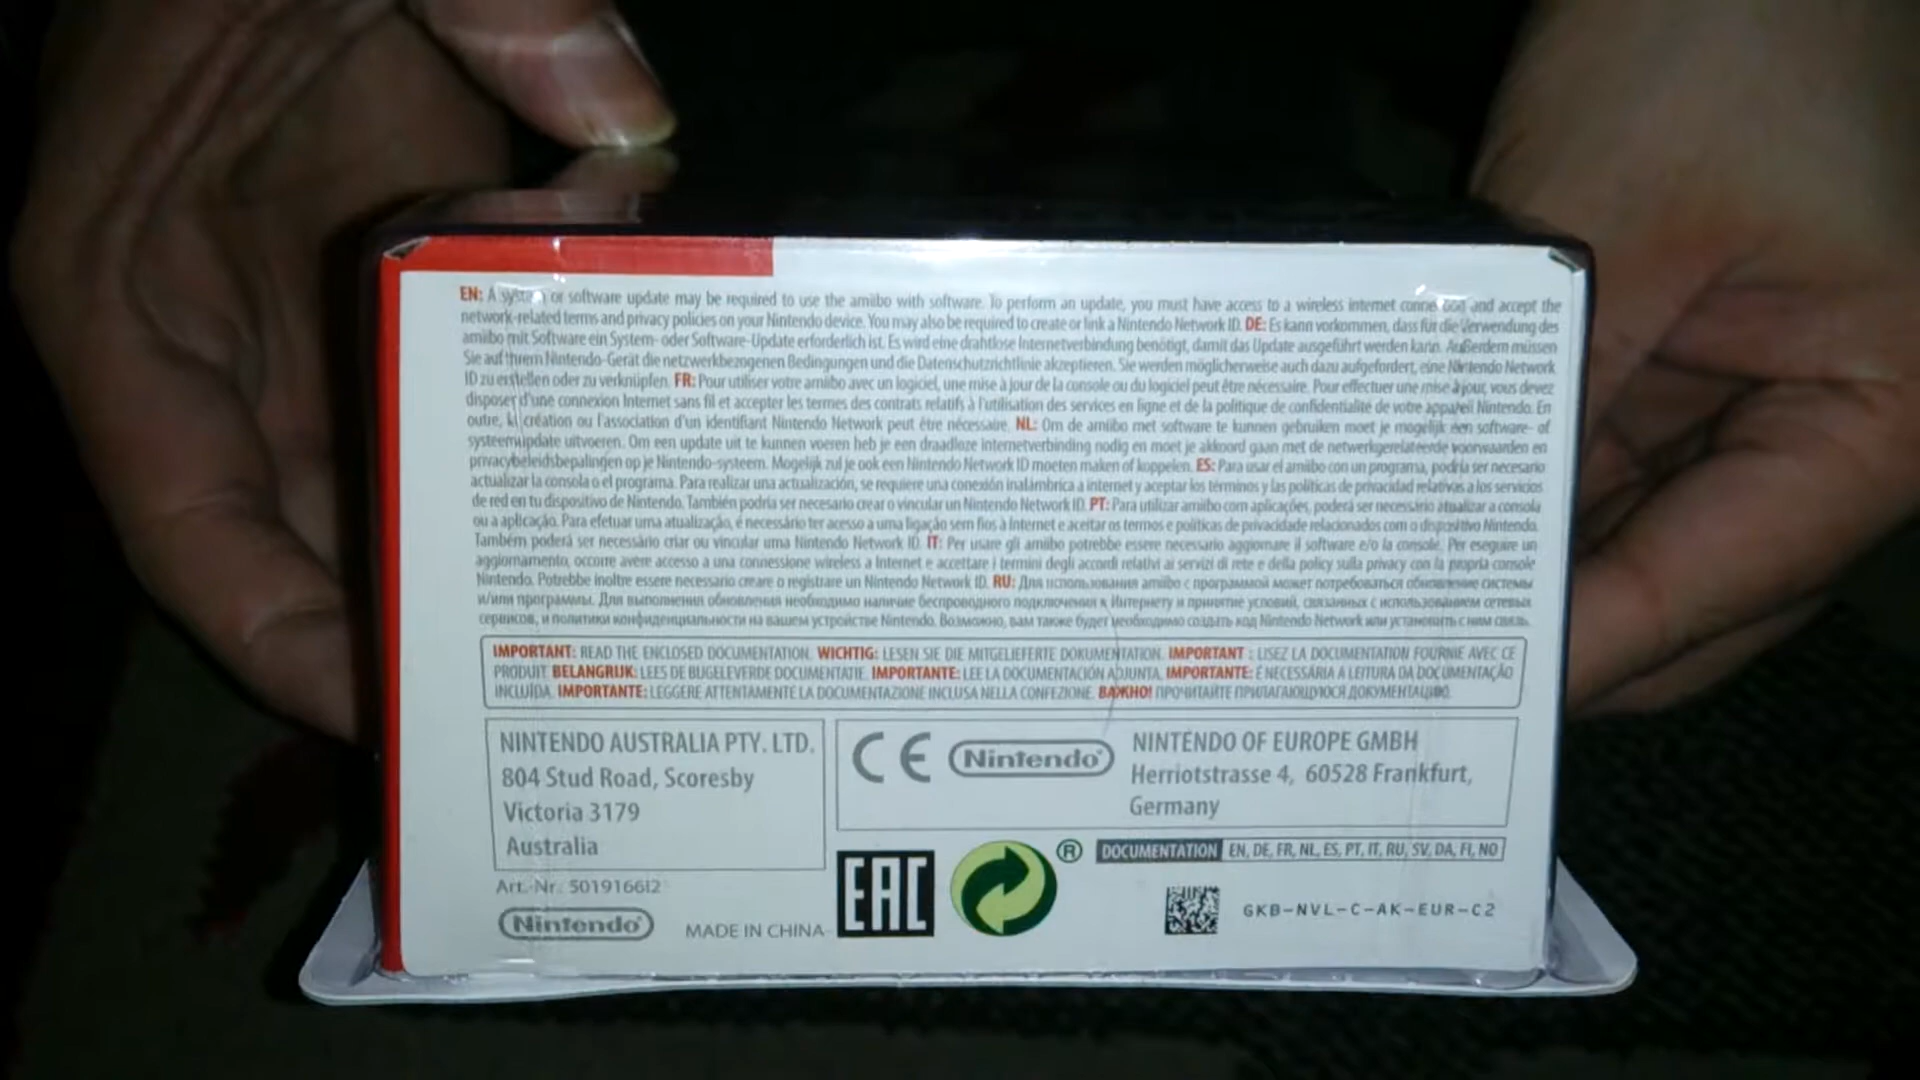 EN: A system or software update may be required to use the amiibo with software. To perform an update, you must have access to a wireless internet connection and accept the
network-related terms and privacy policies on your Nintendo device. You may also be required to create or link a Nintendo Network ID. DE: Es kann vorkommen, dass für die Verwendung des
amiibo mit Software ein System- oder Software-Update erforderlich ist. Es wird eine drahtlose Internetverbindung benötigt, damit das Update ausgeführt werden kann. Außerdem müssen
Sie auf Ihrem Nintendo-Gerät die netzwerkbezogenen Bedingungen und die Datenschutzrichtlinie akzeptieren. Sie werden möglicherweise auch dazu aufgefordert, eine Nintendo Network
ID zu erstellen oder zu verknüpfen. FR: Pour utiliser votre amiibo avec un logiciel, une mise à jour de la console ou du logiciel peut être nécessaire. Pour effectuer une mise à jour, vous devez
disposer d'une connexion Internet sans fil et accepter les termes des contrats relatifs à l'utilisation des services en ligne et de la politique de confidentialité de votre appareil Nintendo. En
outre, la création ou l'association d'un identifiant Nintendo Network peut être nécessaire. NL: Om de amiibo met software te kunnen gebruiken moet je mogelijk een software- of
systeemupdate uitvoeren. Om een update uit te kunnen voeren heb je een draadloze internetverbinding nodig en moet je akkoord gaan met de netwerkgerelateerde voorwaarden en
privacybeleidsbepalingen op je Nintendo-systeem. Mogelijk zul je ook een Nintendo Network ID moeten maken of koppelen. ES: Para usar el amiibo con un programa, podría ser necesario
actualizar la consola o el programa. Para realizar una actualización, se requiere una conexión inalámbrica a internet y aceptar los términos y las políticas de privacidad relativas a los servicios
de red en tu dispositivo de Nintendo. También podría ser necesario crear o vincular un Nintendo Network ID. PT: Para utilizar amiibo com aplicações, poderá ser necessário atualizar a consola
ou a aplicação. Para efetuar uma atualização, é necessário ter acesso a uma ligação sem fios à Internet e aceitar os termos e políticas de privacidade relacionados com o dispositivo Nintendo.
Também poderá ser necessário criar ou vincular uma Nintendo Network ID. IT: Per usare gli amiibo potrebbe essere necessario aggiornare il software e/o la console. Per eseguire un
aggiornamento, occorre avere accesso a una connessione wireless a Internet e accettare i termini degli accordi relativi ai servizi di rete e della policy sulla privacy con la propria console
Nintendo. Potrebbe inoltre essere necessario creare o registrare un Nintendo Network ID. RU: Для использования amiibo с программой может потребоваться обновление системы
и/или программы. Для выполнения обновления необходимо наличие беспроводного подключения к Интернету и принятие условий, связанных с использованием сетевых
сервисов, и политики конфиденциальности на вашем устройстве Nintendo. Возможно, вам также будет необходимо создать код Nintendo Network или установить с ним связь.
IMPORTANT: READ THE ENCLOSED DOCUMENTATION. WICHTIG: LESEN SIE DIE MITGELIEFERTE DOKUMENTATION. IMPORTANT : LISEZ LA DOCUMENTATION FOURNIE AVEC CE
PRODUIT. BELANGRIJK: LEES DE BIJGELEVERDE DOCUMENTATIE. IMPORTANTE: LEE LA DOCUMENTACIÓN ADJUNTA. IMPORTANTE: É NECESSÁRIA A LEITURA DA DOCUMENTAÇÃO
INCLUÍDA. IMPORTANTE: LEGGERE ATTENTAMENTE LA DOCUMENTAZIONE INCLUSA NELLA CONFEZIONE. ВАЖНО! ПРОЧИТАЙТЕ ПРИЛАГАЮЩУЮСЯ ДОКУМЕНТАЦИЮ.
NINTENDO AUSTRALIA PTY. LTD.
804 Stud Road, Scoresby
Victoria 3179
Australia
CE Nintendo®
NINTENDO OF EUROPE GMBH
Herriotstrasse 4, 60528 Frankfurt,
Germany
Art.-Nr. 501916612
Nintendo®
MADE IN CHINA
EAC
®
DOCUMENTATION EN, DE, FR, NL, ES, PT, IT, RU, SV, DA, FI, NO
GKB-NVL-C-AK-EUR-C2